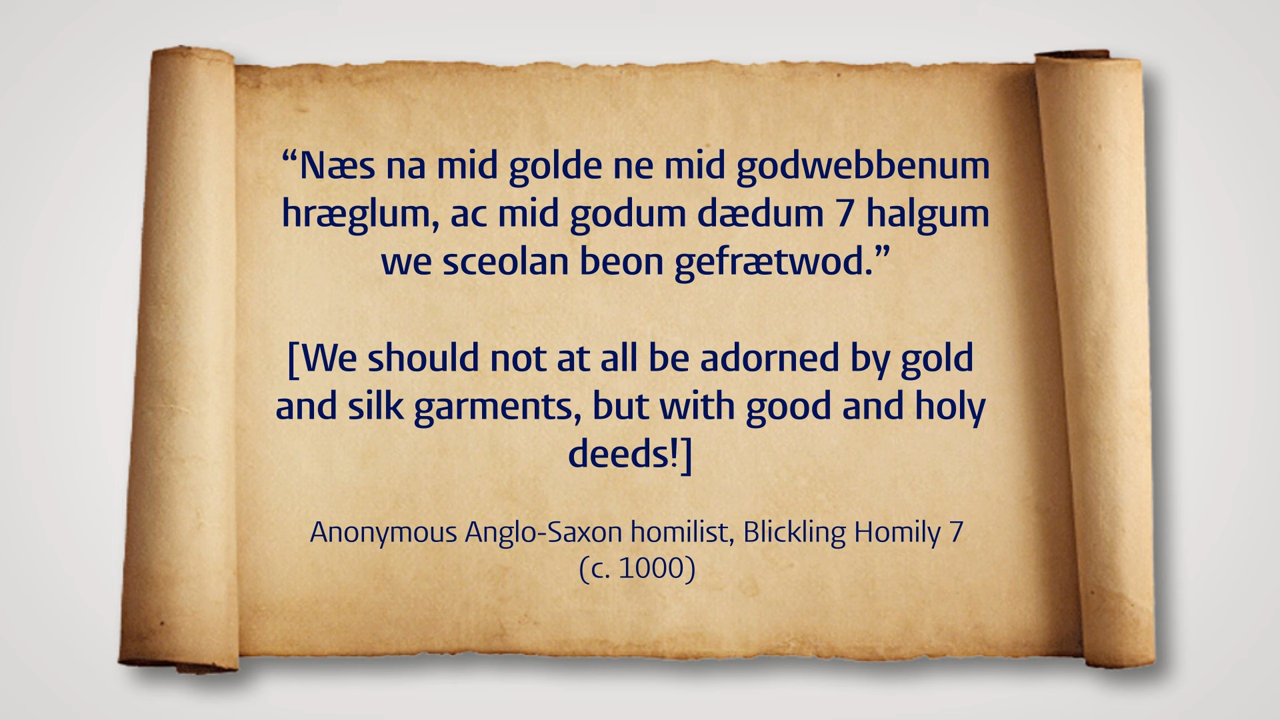 “Næs na mid golde ne mid godwebbenum
hræglum, ac mid godum dædum 7 halgum
we sceolan beon gefrætwod.”
[We should not at all be adorned by gold
and silk garments, but with good and holy
deeds!]
Anonymous Anglo-Saxon homilist, Blickling Homily 7
(c. 1000)